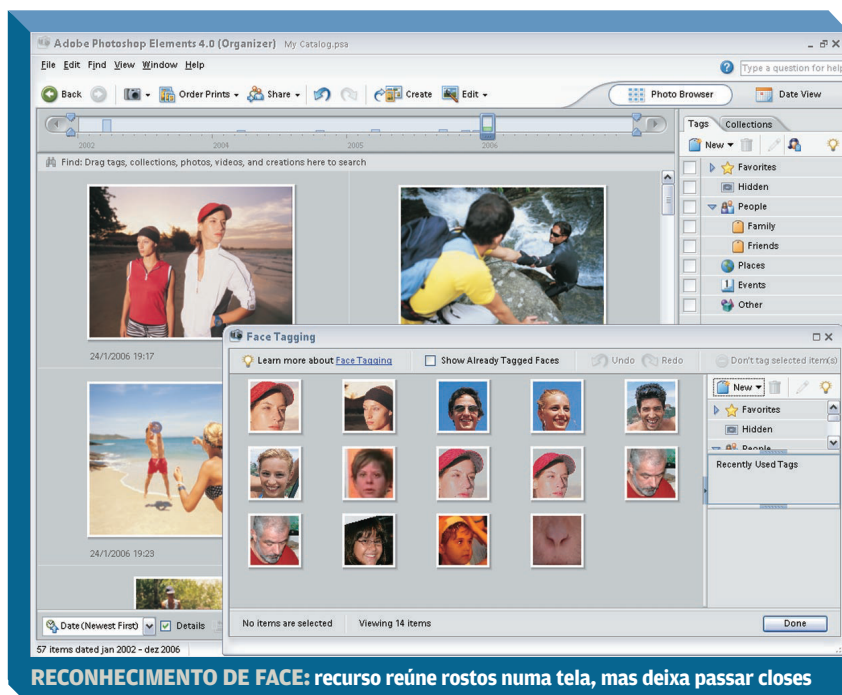 Adobe Photoshop Elements 4.0 (Organizer) My Catalog.psa
File Edit Find View Window Help
Type a question for help
Back Order Prints Share Create Edit Photo Browser Date View
2002 2004 2005 2006
Tags Collections
New
Find: Drag tags, collections, photos, videos, and creations here to search
Favorites
Hidden
People
Family
Friends
Places
Events
Other
24/1/2006 19:17
Face Tagging
Learn more about Face Tagging Show Already Tagged Faces Undo Redo Don't tag selected item(s)
New
Favorites
Hidden
People
Recently Used Tags
24/1/2006 19:23
No items are selected Viewing 14 items Done
Date (Newest First) Details
57 items dated jan 2002 - dez 2006
RECONHECIMENTO DE FACE: recurso reúne rostos numa tela, mas deixa passar closes